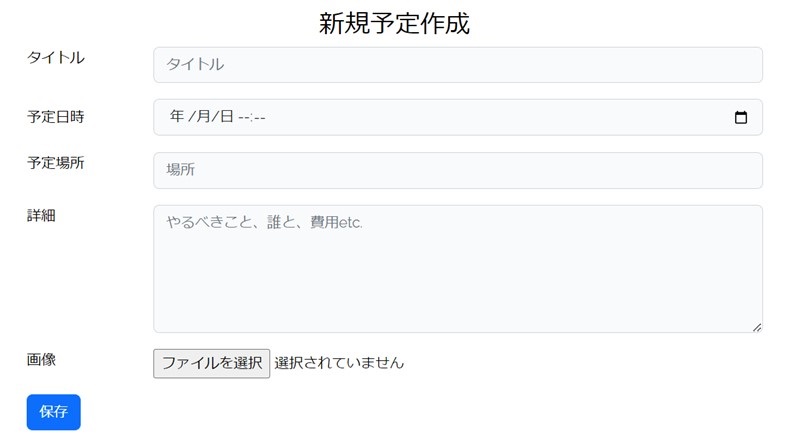 新規予定作成
タイトル
タイトル
予定日時
年 /月/日 --:--
予定場所
場所
詳細
やるべきこと、誰と、費用etc.
画像
ファイルを選択 選択されていません
保存